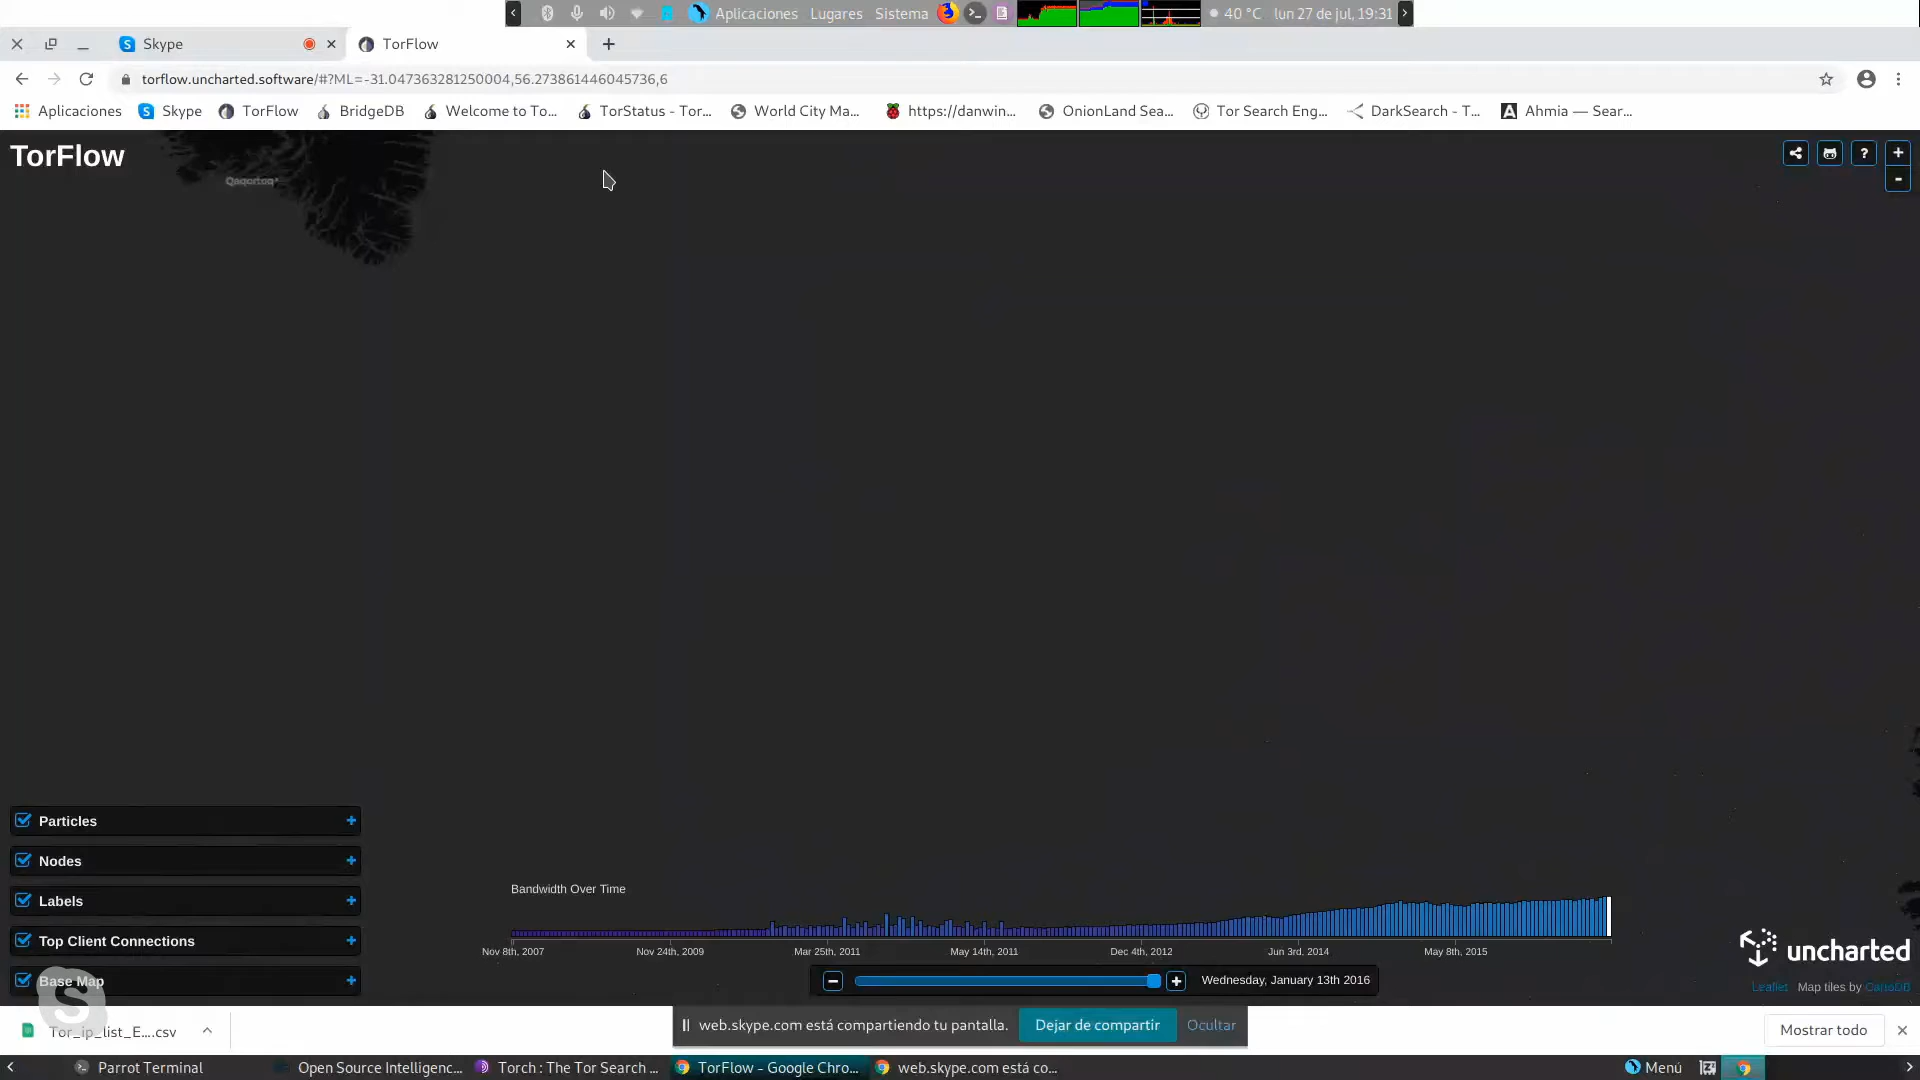 Aplicaciones Lugares Sistema 40 °C lun 27 de jul, 19:31
Skype TorFlow
torflow.uncharted.software/#?ML=-31.047363281250004,56.273861446045736,6
Aplicaciones Skype TorFlow BridgeDB Welcome to To... TorStatus - Tor... World City Ma... https://danwin... OnionLand Sea... Tor Search Eng... DarkSearch - T... Ahmia — Sear...
TorFlow
Qaqortoq
Particles
Nodes
Labels
Top Client Connections
Base Map
Bandwidth Over Time
Nov 8th, 2007 Nov 24th, 2009 Mar 25th, 2011 May 14th, 2011 Dec 4th, 2012 Jun 3rd, 2014 May 8th, 2015
Wednesday, January 13th 2016
uncharted
Leaflet Map tiles by CartoDB
Tor_ip_list_E....csv
web.skype.com está compartiendo tu pantalla. Dejar de compartir Ocultar
Mostrar todo
Parrot Terminal Open Source Intelligenc... Torch : The Tor Search ... TorFlow - Google Chro... web.skype.com está co... Menú